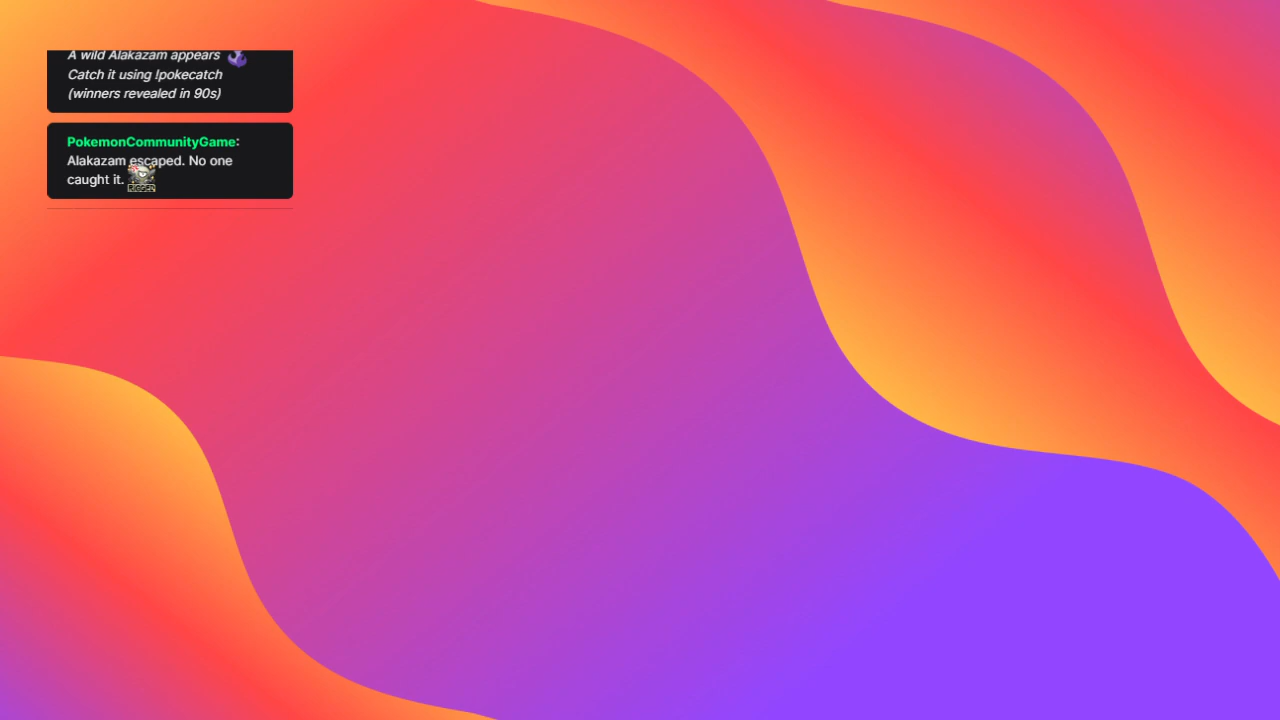 A wild Alakazam appears
Catch it using !pokecatch
(winners revealed in 90s)
PokemonCommunityGame:
Alakazam escaped. No one
caught it.